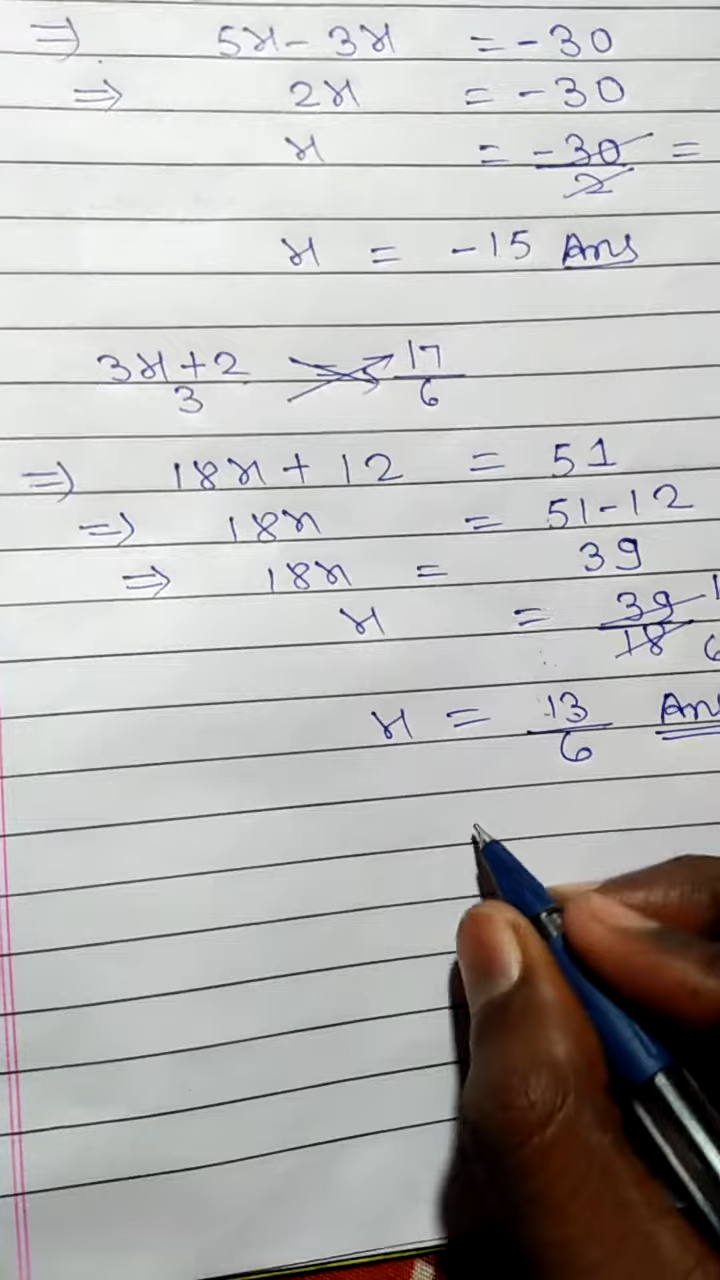 ⇒ 5x - 3x = -30
⇒ 2x = -30
x = -30/2 =
x = -15 Ans
3x+2/3 = 17/6
⇒ 18x + 12 = 51
⇒ 18x = 51-12
⇒ 18x = 39
x = 39/18
x = 13/6 Ans